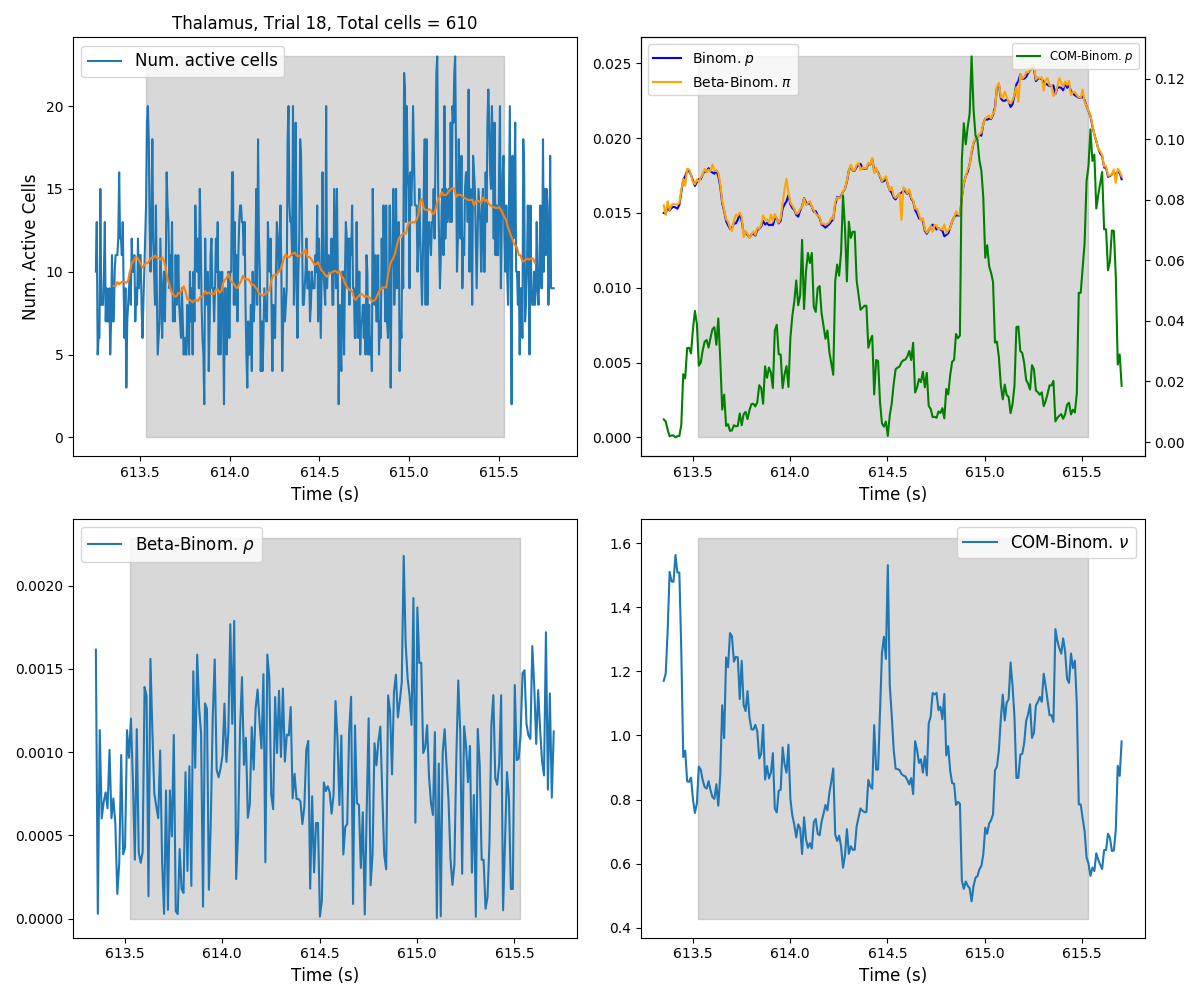 Thalamus, Trial 18, Total cells = 610
Num. active cells
Num. Active Cells
20
15
10
5
0
613.5 614.0 614.5 615.0 615.5
Time (s)
Binom. p
Beta-Binom. π
COM-Binom. p
0.025
0.020
0.015
0.010
0.005
0.000
0.12
0.10
0.08
0.06
0.04
0.02
0.00
613.5 614.0 614.5 615.0 615.5
Time (s)
Beta-Binom. ρ
0.0020
0.0015
0.0010
0.0005
0.0000
613.5 614.0 614.5 615.0 615.5
Time (s)
COM-Binom. ν
1.6
1.4
1.2
1.0
0.8
0.6
0.4
613.5 614.0 614.5 615.0 615.5
Time (s)